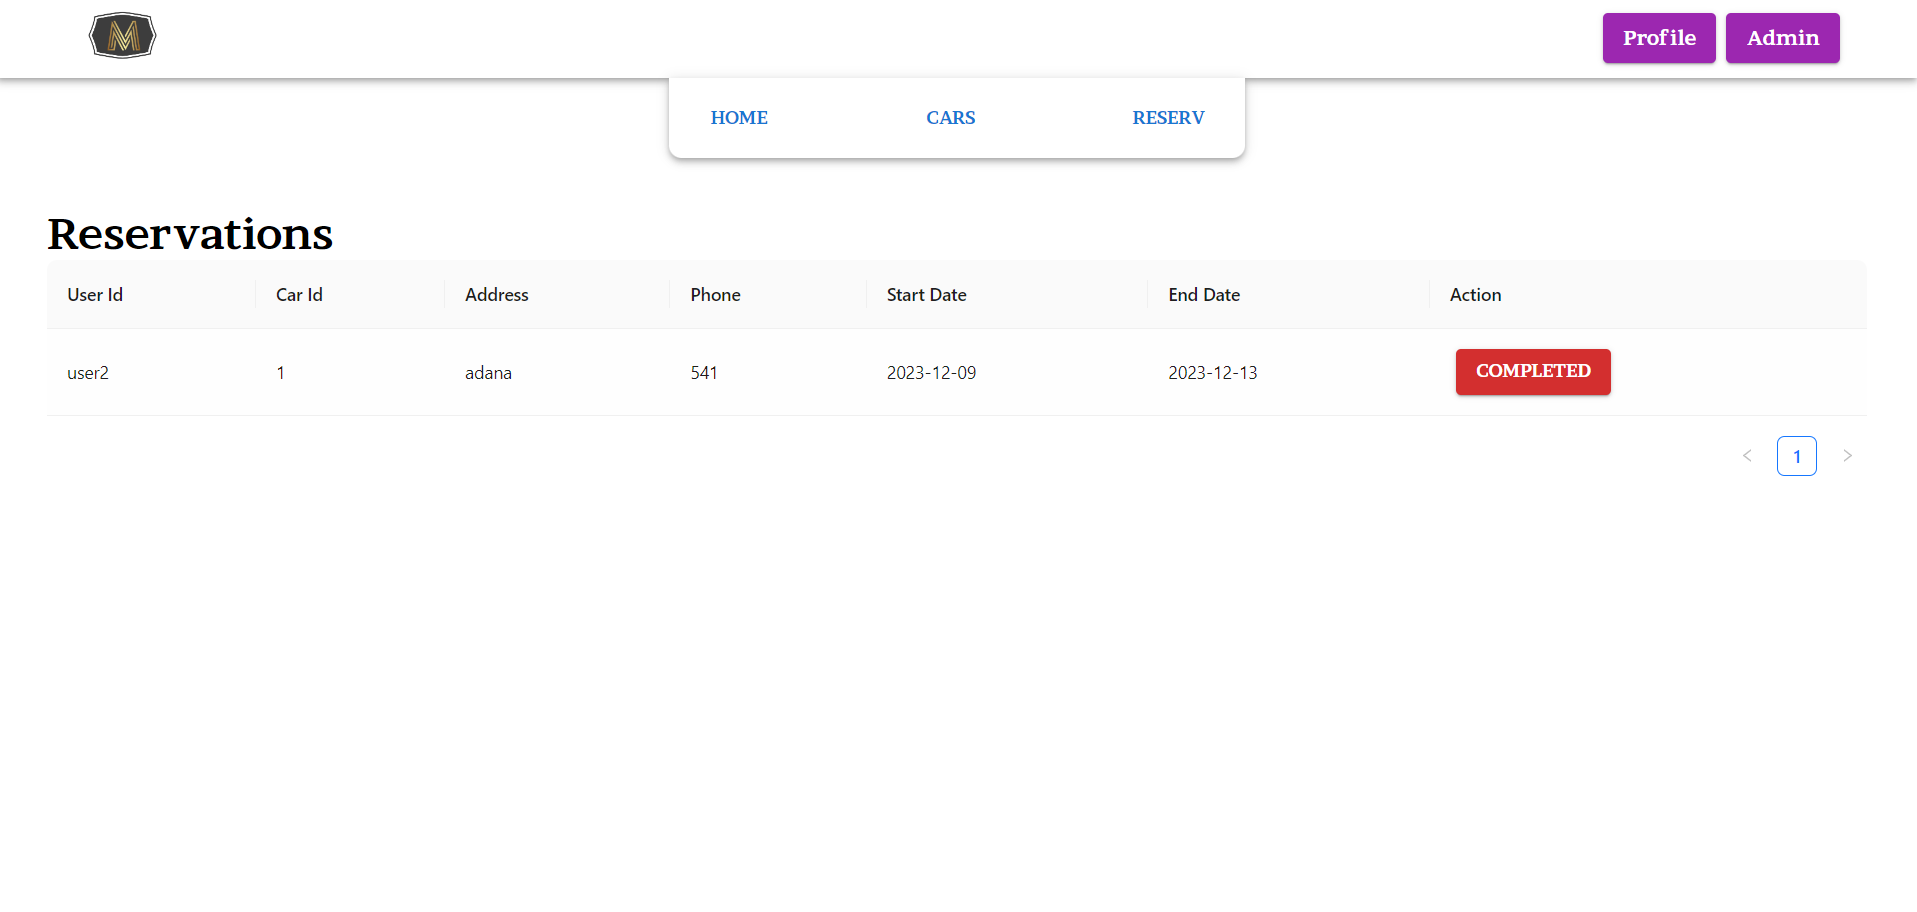 M
Profile Admin
HOME CARS RESERV
Reservations
User Id Car Id Address Phone Start Date End Date Action
user2 1 adana 541 2023-12-09 2023-12-13 COMPLETED
< 1 >